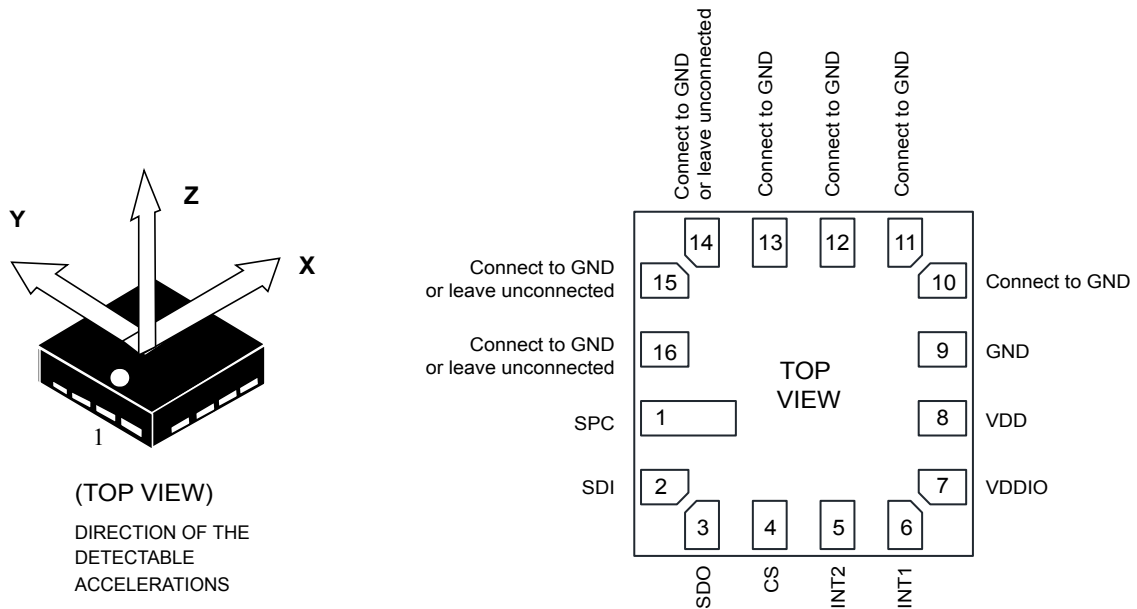 Y
Z
X
1
(TOP VIEW)
DIRECTION OF THE
DETECTABLE
ACCELERATIONS
Connect to GND
or leave unconnected
Connect to GND
Connect to GND
Connect to GND
14
13
12
11
Connect to GND
or leave unconnected
15
10
Connect to GND
Connect to GND
or leave unconnected
16
9
GND
TOP
VIEW
SPC
1
8
VDD
SDI
2
7
VDDIO
3
4
5
6
SDO
CS
INT2
INT1